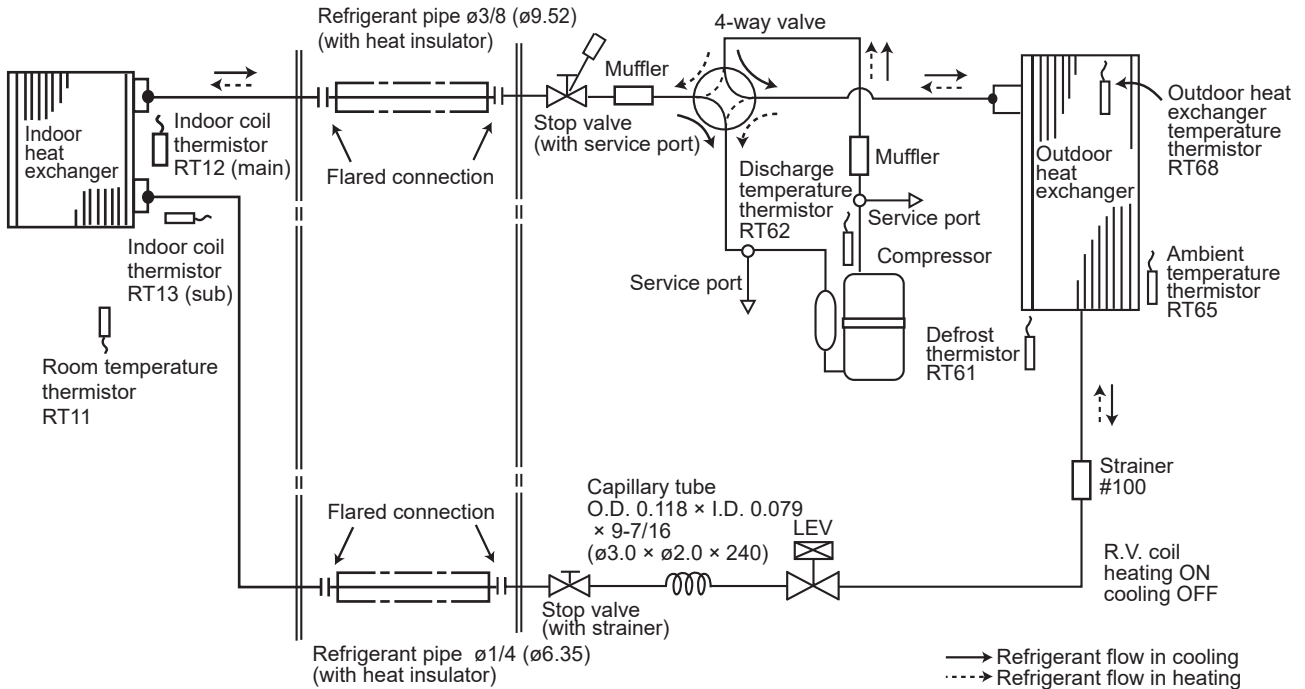 Refrigerant pipe ø3/8 (ø9.52)
(with heat insulator)
4-way valve
Muffler
Stop valve
(with service port)
Indoor
heat
exchanger
Indoor coil
thermistor
RT12 (main)
Flared connection
Outdoor heat
exchanger
temperature
thermistor
RT68
Outdoor
heat
exchanger
Muffler
Discharge
temperature
thermistor
RT62
Service port
Compressor
Service port
Indoor coil
thermistor
RT13 (sub)
Ambient
temperature
thermistor
RT65
Defrost
thermistor
RT61
Room temperature
thermistor
RT11
Strainer
#100
Capillary tube
O.D. 0.118 × I.D. 0.079
× 9-7/16
(ø3.0 × ø2.0 × 240)
LEV
Flared connection
R.V. coil
heating ON
cooling OFF
Stop valve
(with strainer)
Refrigerant pipe ø1/4 (ø6.35)
(with heat insulator)
Refrigerant flow in cooling
Refrigerant flow in heating